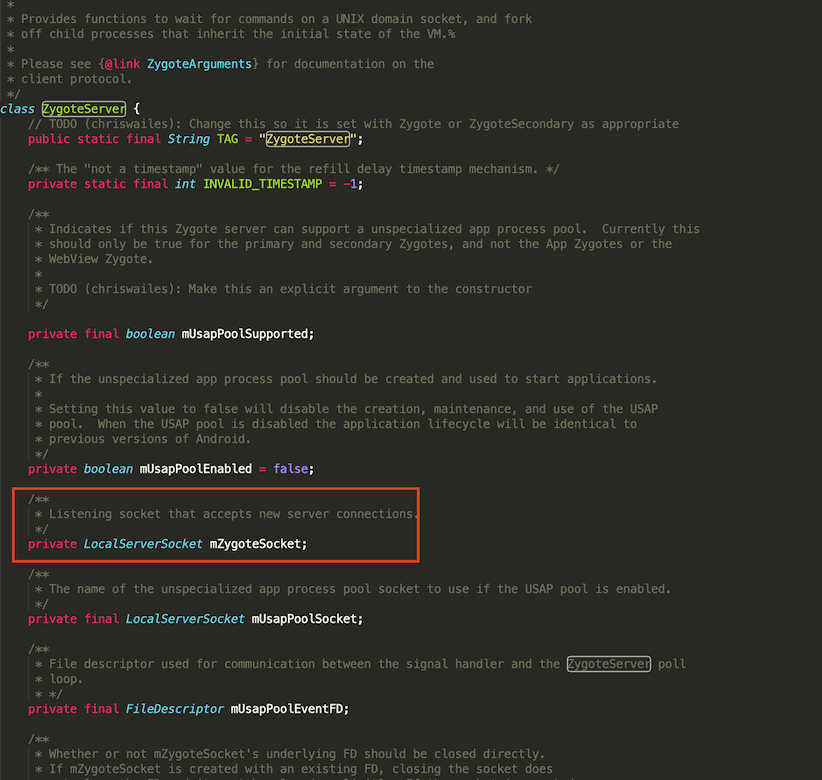 *
* Provides functions to wait for commands on a UNIX domain socket, and fork
* off child processes that inherit the initial state of the VM.%
*
* Please see {@link ZygoteArguments} for documentation on the
* client protocol.
*/
class ZygoteServer {
// TODO (chriswailes): Change this so it is set with Zygote or ZygoteSecondary as appropriate
public static final String TAG = "ZygoteServer";
/** The "not a timestamp" value for the refill delay timestamp mechanism. */
private static final int INVALID_TIMESTAMP = -1;
/**
* Indicates if this Zygote server can support a unspecialized app process pool.  Currently this
* should only be true for the primary and secondary Zygotes, and not the App Zygotes or the
* WebView Zygote.
*
* TODO (chriswailes): Make this an explicit argument to the constructor
*/
private final boolean mUsapPoolSupported;
/**
* If the unspecialized app process pool should be created and used to start applications.
*
* Setting this value to false will disable the creation, maintenance, and use of the USAP
* pool.  When the USAP pool is disabled the application lifecycle will be identical to
* previous versions of Android.
*/
private boolean mUsapPoolEnabled = false;
/**
* Listening socket that accepts new server connections.
*/
private LocalServerSocket mZygoteSocket;
/**
* The name of the unspecialized app process pool socket to use if the USAP pool is enabled.
*/
private final LocalServerSocket mUsapPoolSocket;
/**
* File descriptor used for communication between the signal handler and the ZygoteServer poll
* loop.
* */
private final FileDescriptor mUsapPoolEventFD;
/**
* Whether or not mZygoteSocket's underlying FD should be closed directly.
* If mZygoteSocket is created with an existing FD, closing the socket does